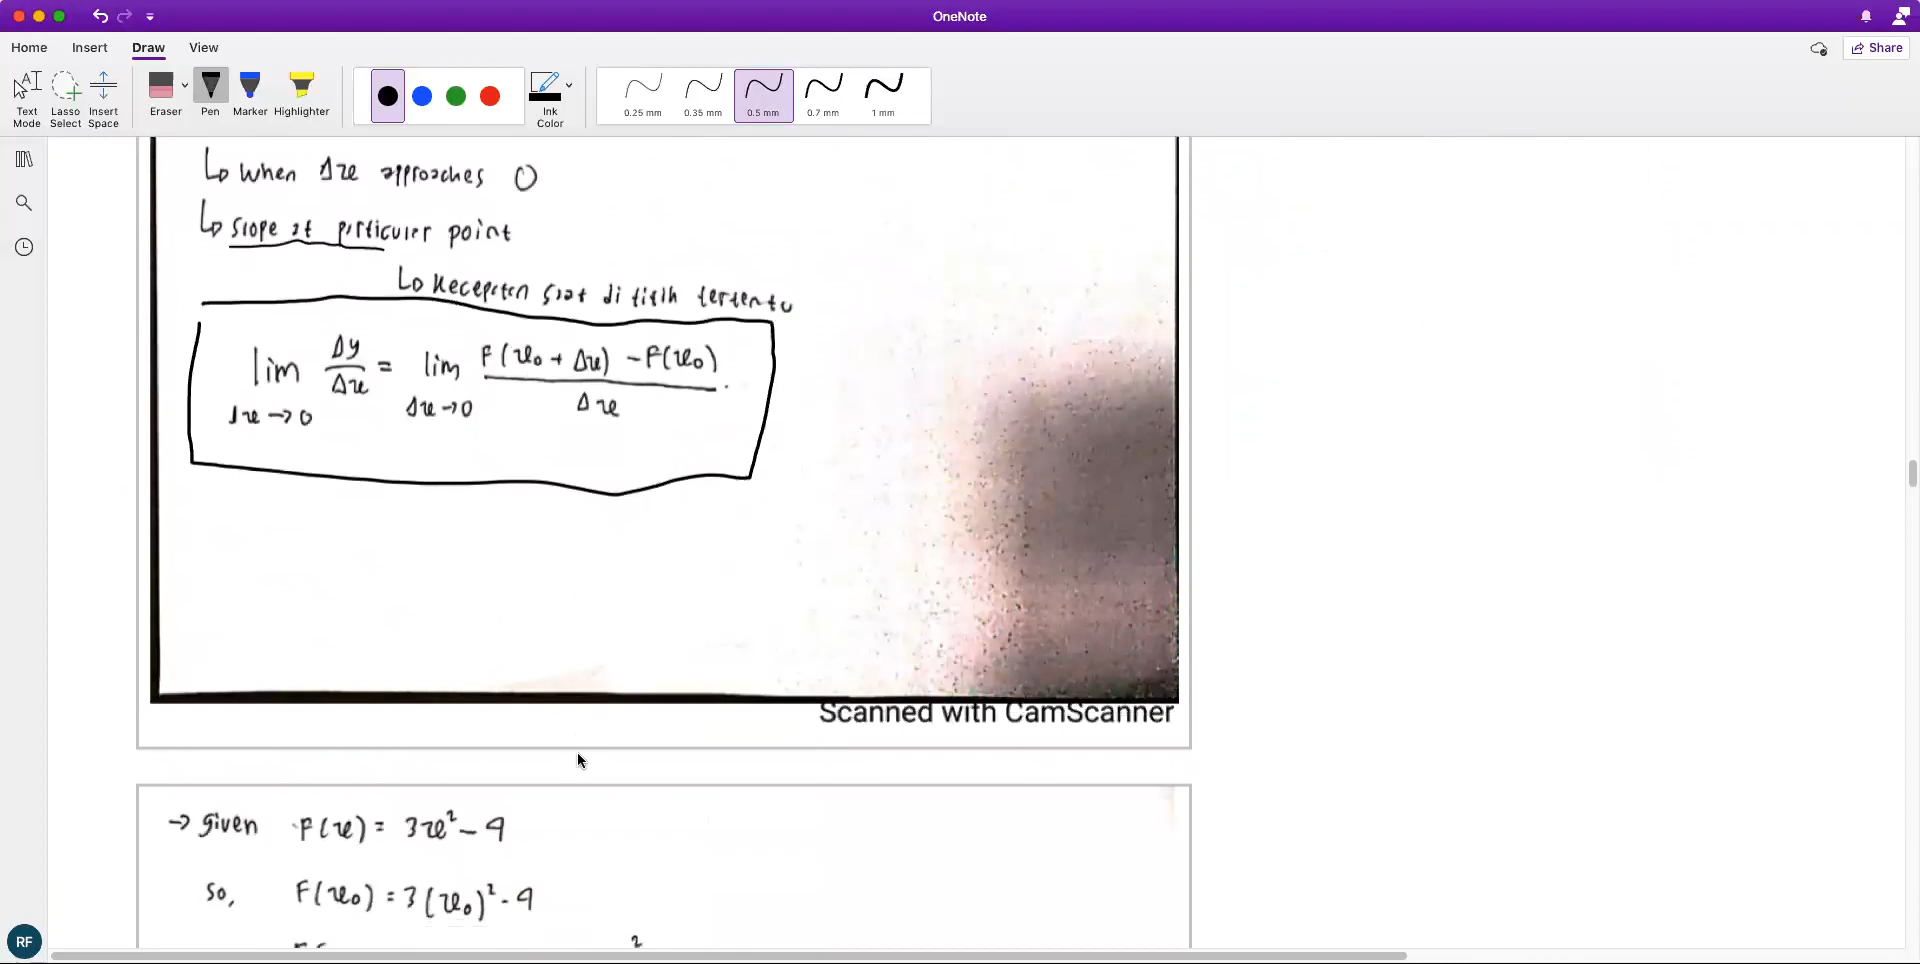 OneNote
Home Insert Draw View
Share
Text Mode Lasso Select Insert Space Eraser Pen Marker Highlighter Ink Color 0.25 mm 0.35 mm 0.5 mm 0.7 mm 1 mm
↳ when Δx approaches 0
↳ slope at particular point
↳ kecepatan saat di titik tertentu
lim Δx→0 Δy/Δx = lim Δx→0 (F(x₀ + Δx) - F(x₀))/Δx.
Scanned with CamScanner
→ given F(x) = 3x² - 9
so, F(x₀) = 3(x₀)² - 9
RF